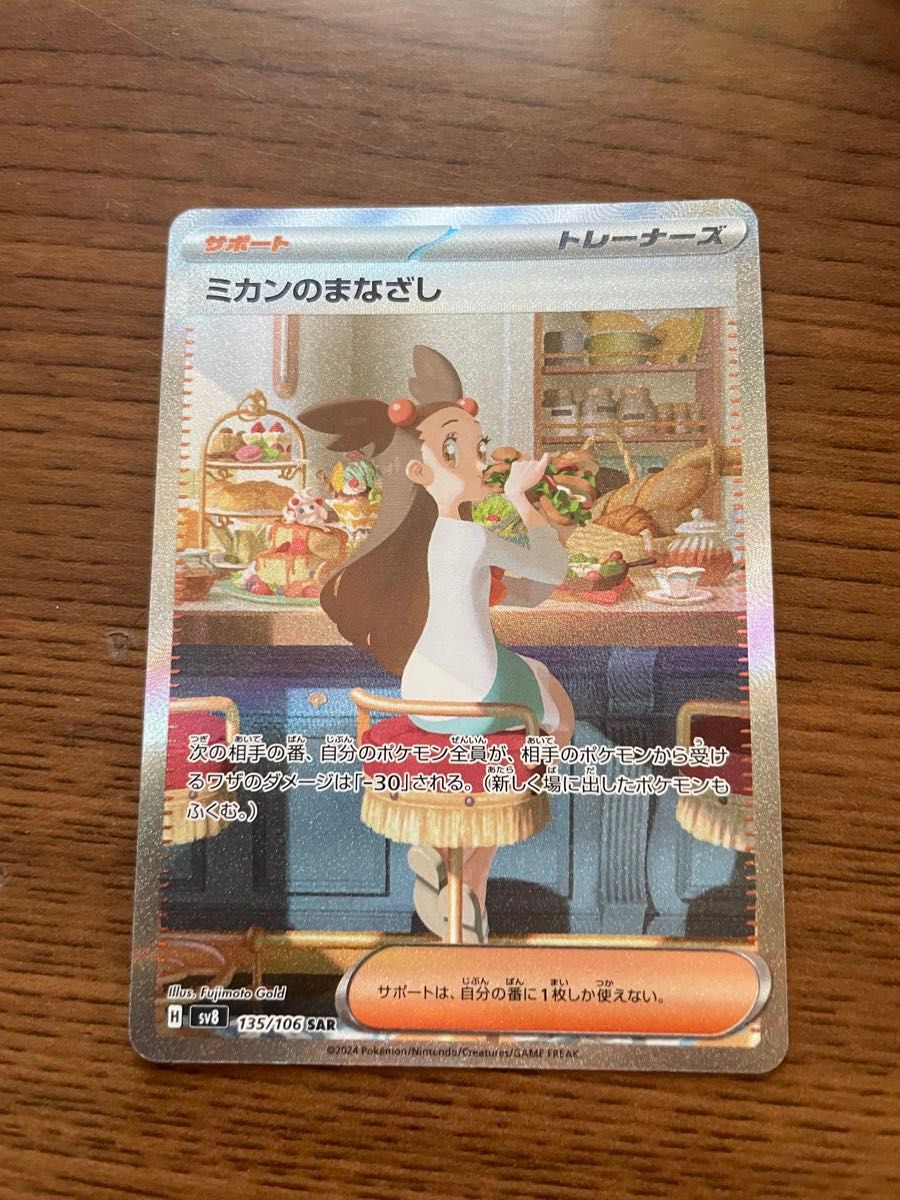 サポート
トレーナーズ
ミカンのまなざし
次の相手の番、自分のポケモン全員が、相手のポケモンから受け
るワザのダメージは「-30」される。（新しく場に出したポケモンも
ふくむ。）
サポートは、自分の番に1枚しか使えない。
Illus. Fujimoto Gold
H sv8 135/106 SAR
©2024 Pokémon/Nintendo/Creatures/GAME FREAK.